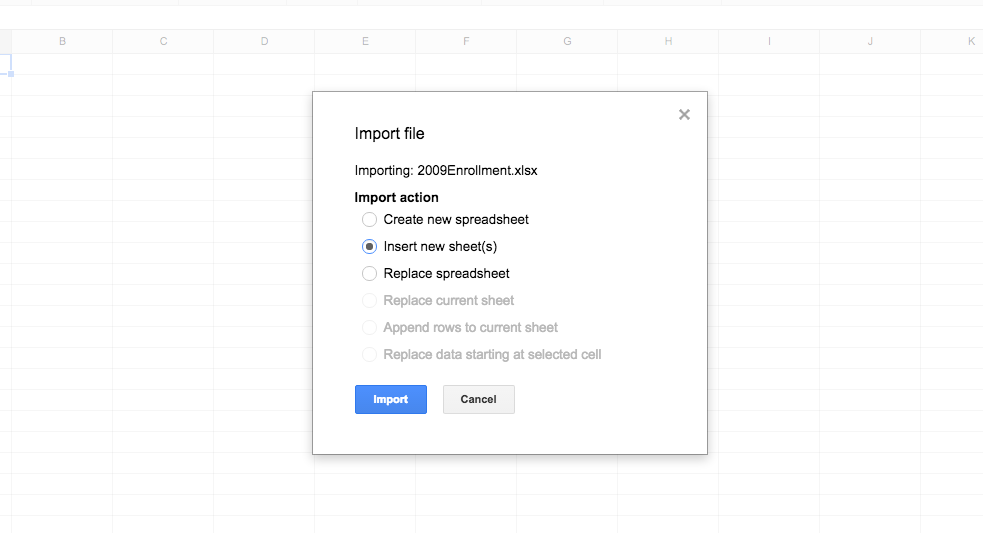 B C D E F G H I J K
Import file
Importing: 2009Enrollment.xlsx
Import action
Create new spreadsheet
Insert new sheet(s)
Replace spreadsheet
Replace current sheet
Append rows to current sheet
Replace data starting at selected cell
Import Cancel